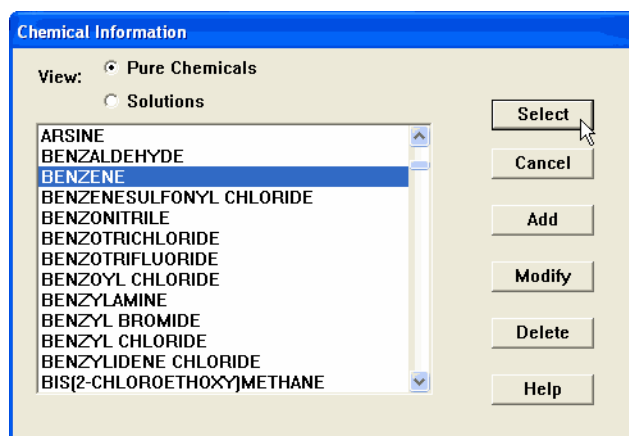 Chemical Information
View:
Pure Chemicals
Solutions
ARSINE
BENZALDEHYDE
BENZENE
BENZENESULFONYL CHLORIDE
BENZONITRILE
BENZOTRICHLORIDE
BENZOTRIFLUORIDE
BENZOYL CHLORIDE
BENZYLAMINE
BENZYL BROMIDE
BENZYL CHLORIDE
BENZYLIDENE CHLORIDE
BIS(2-CHLOROETHOXY)METHANE
Select
Cancel
Add
Modify
Delete
Help